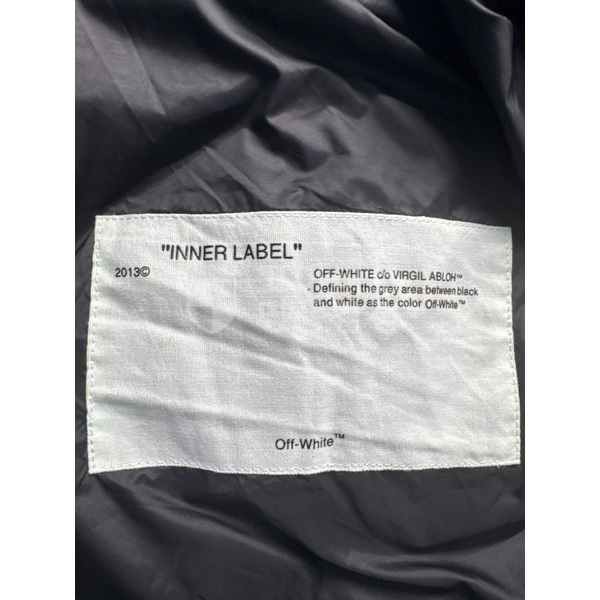 "INNER LABEL"
2013©
OFF-WHITE c/o VIRGIL ABLOH™
- Defining the grey area between black
and white as the color Off-White™
Off-White™